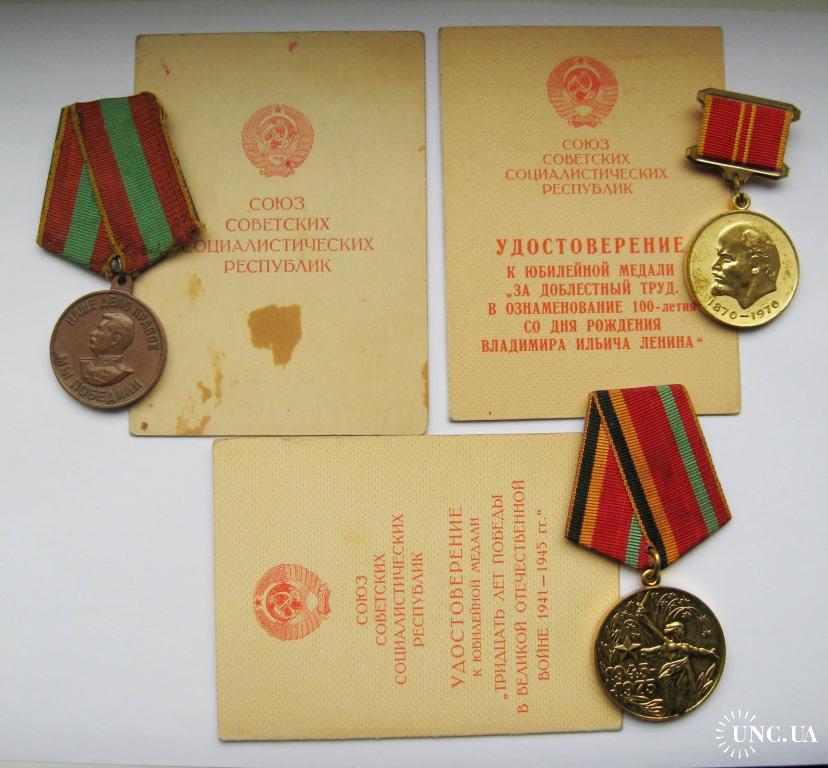 СОЮЗ
СОВЕТСКИХ
СОЦИАЛИСТИЧЕСКИХ
РЕСПУБЛИК
НАШЕ ДЕЛО ПРАВОЕ
МЫ ПОБЕДИЛИ
СОЮЗ
СОВЕТСКИХ
СОЦИАЛИСТИЧЕСКИХ
РЕСПУБЛИК
УДОСТОВЕРЕНИЕ
К ЮБИЛЕЙНОЙ МЕДАЛИ
„ЗА ДОБЛЕСТНЫЙ ТРУД.
В ОЗНАМЕНОВАНИЕ 100-летия
СО ДНЯ РОЖДЕНИЯ
ВЛАДИМИРА ИЛЬИЧА ЛЕНИНА“
1870–1970
СОЮЗ
СОВЕТСКИХ
СОЦИАЛИСТИЧЕСКИХ
РЕСПУБЛИК
УДОСТОВЕРЕНИЕ
К ЮБИЛЕЙНОЙ МЕДАЛИ
„ТРИДЦАТЬ ЛЕТ ПОБЕДЫ
В ВЕЛИКОЙ ОТЕЧЕСТВЕННОЙ
ВОЙНЕ 1941—1945 гг.“
1945
1975
UNC.UA